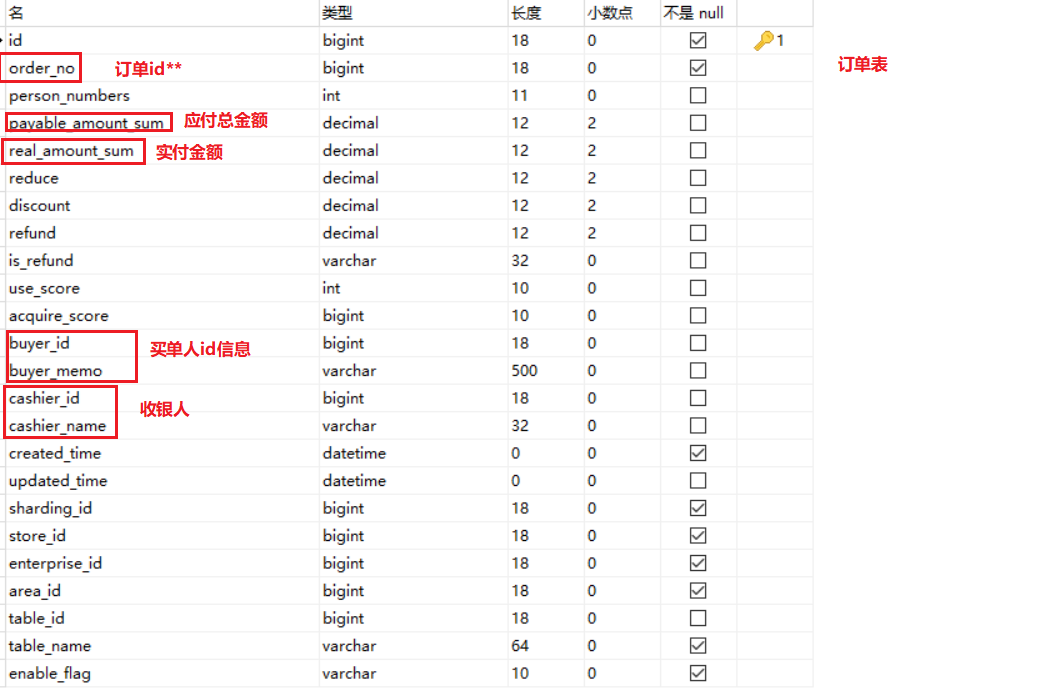 名 类型 长度 小数点 不是 null
id bigint 18 0 1
order_no 订单id** bigint 18 0 订单表
person_numbers int 11 0
payable_amount_sum 应付总金额 decimal 12 2
real_amount_sum 实付金额 decimal 12 2
reduce decimal 12 2
discount decimal 12 2
refund decimal 12 2
is_refund varchar 32 0
use_score int 10 0
acquire_score bigint 10 0
buyer_id 买单人id信息 bigint 18 0
buyer_memo varchar 500 0
cashier_id 收银人 bigint 18 0
cashier_name varchar 32 0
created_time datetime 0 0
updated_time datetime 0 0
sharding_id bigint 18 0
store_id bigint 18 0
enterprise_id bigint 18 0
area_id bigint 18 0
table_id bigint 18 0
table_name varchar 64 0
enable_flag varchar 10 0